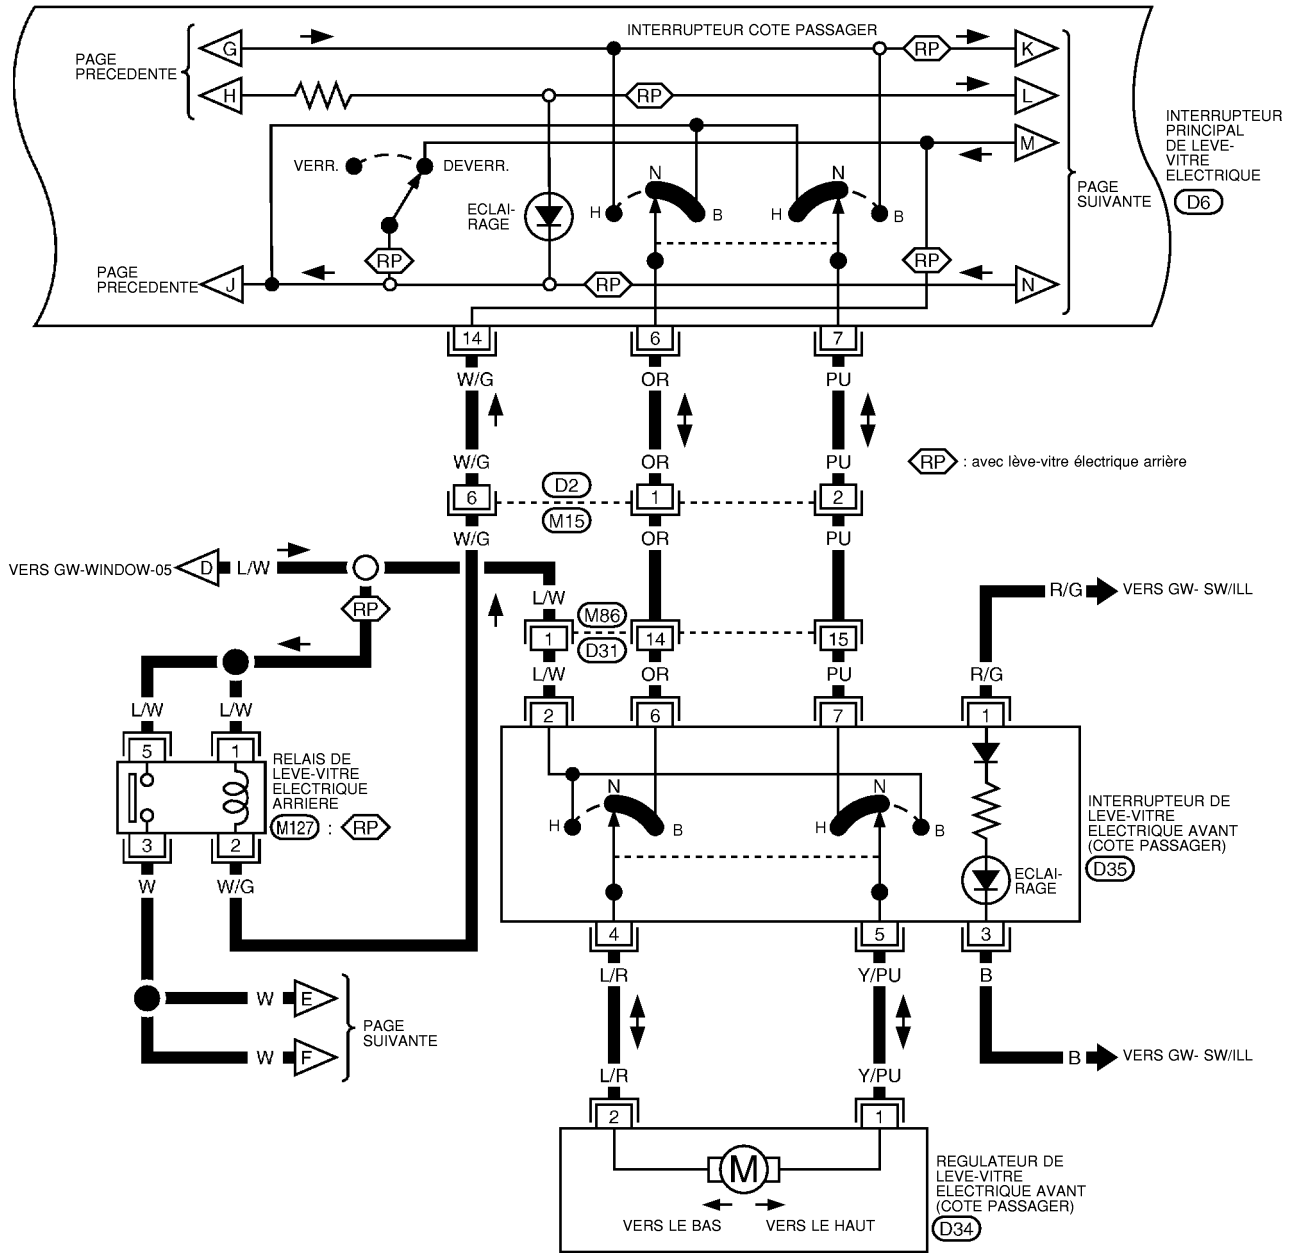 INTERRUPTEUR COTE PASSAGER
PAGE
PRECEDENTE
G
RP
K
H
RP
L
M
VERR.
DEVERR.
N
N
H
B
H
B
ECLAI-
RAGE
RP
RP
PAGE
PRECEDENTE
J
RP
N
PAGE
SUIVANTE
INTERRUPTEUR
PRINCIPAL
DE LEVE-
VITRE
ELECTRIQUE
D6
14
6
7
W/G
OR
PU
W/G
OR
PU
RP : avec lève-vitre électrique arrière
6
D2
M15
1
2
W/G
OR
PU
VERS GW-WINDOW-05
D
L/W
RP
L/W
M86
D31
1
14
15
R/G
VERS GW- SW/ILL
L/W
OR
PU
R/G
2
6
7
1
L/W
L/W
5
1
RELAIS DE
LEVE-VITRE
ELECTRIQUE
ARRIERE
M127 : RP
3
2
W
W/G
N
N
H
B
H
B
ECLAI-
RAGE
INTERRUPTEUR DE
LEVE-VITRE
ELECTRIQUE AVANT
(COTE PASSAGER)
D35
4
5
3
L/R
Y/PU
B
W
E
W
F
PAGE
SUIVANTE
B
VERS GW- SW/ILL
L/R
Y/PU
2
1
M
VERS LE BAS
VERS LE HAUT
REGULATEUR DE
LEVE-VITRE
ELECTRIQUE AVANT
(COTE PASSAGER)
D34